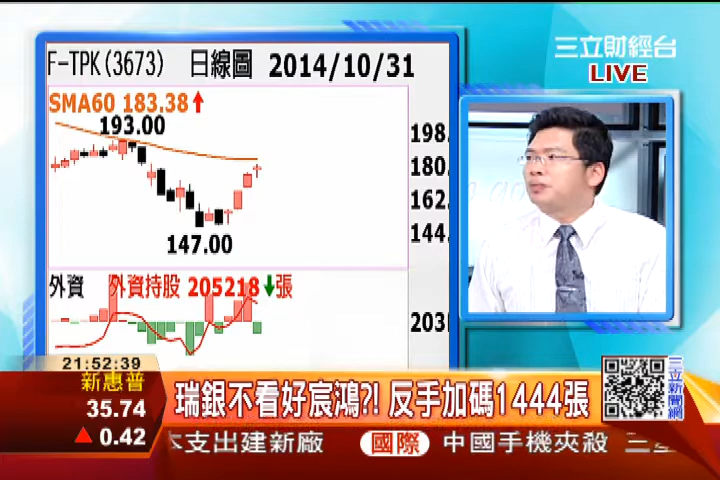 F-TPK(3673) 日線圖 2014/10/31
三立財經台
LIVE
SMA60 183.38
193.00
198.
180.
162.
144.
147.00
外資 外資持股 205218 張
203
21:52:39
新惠普
35.74
0.42
瑞銀不看好宸鴻?! 反手加碼1444張
三立新聞網
本支出建新廠 國際 中國手機夾殺